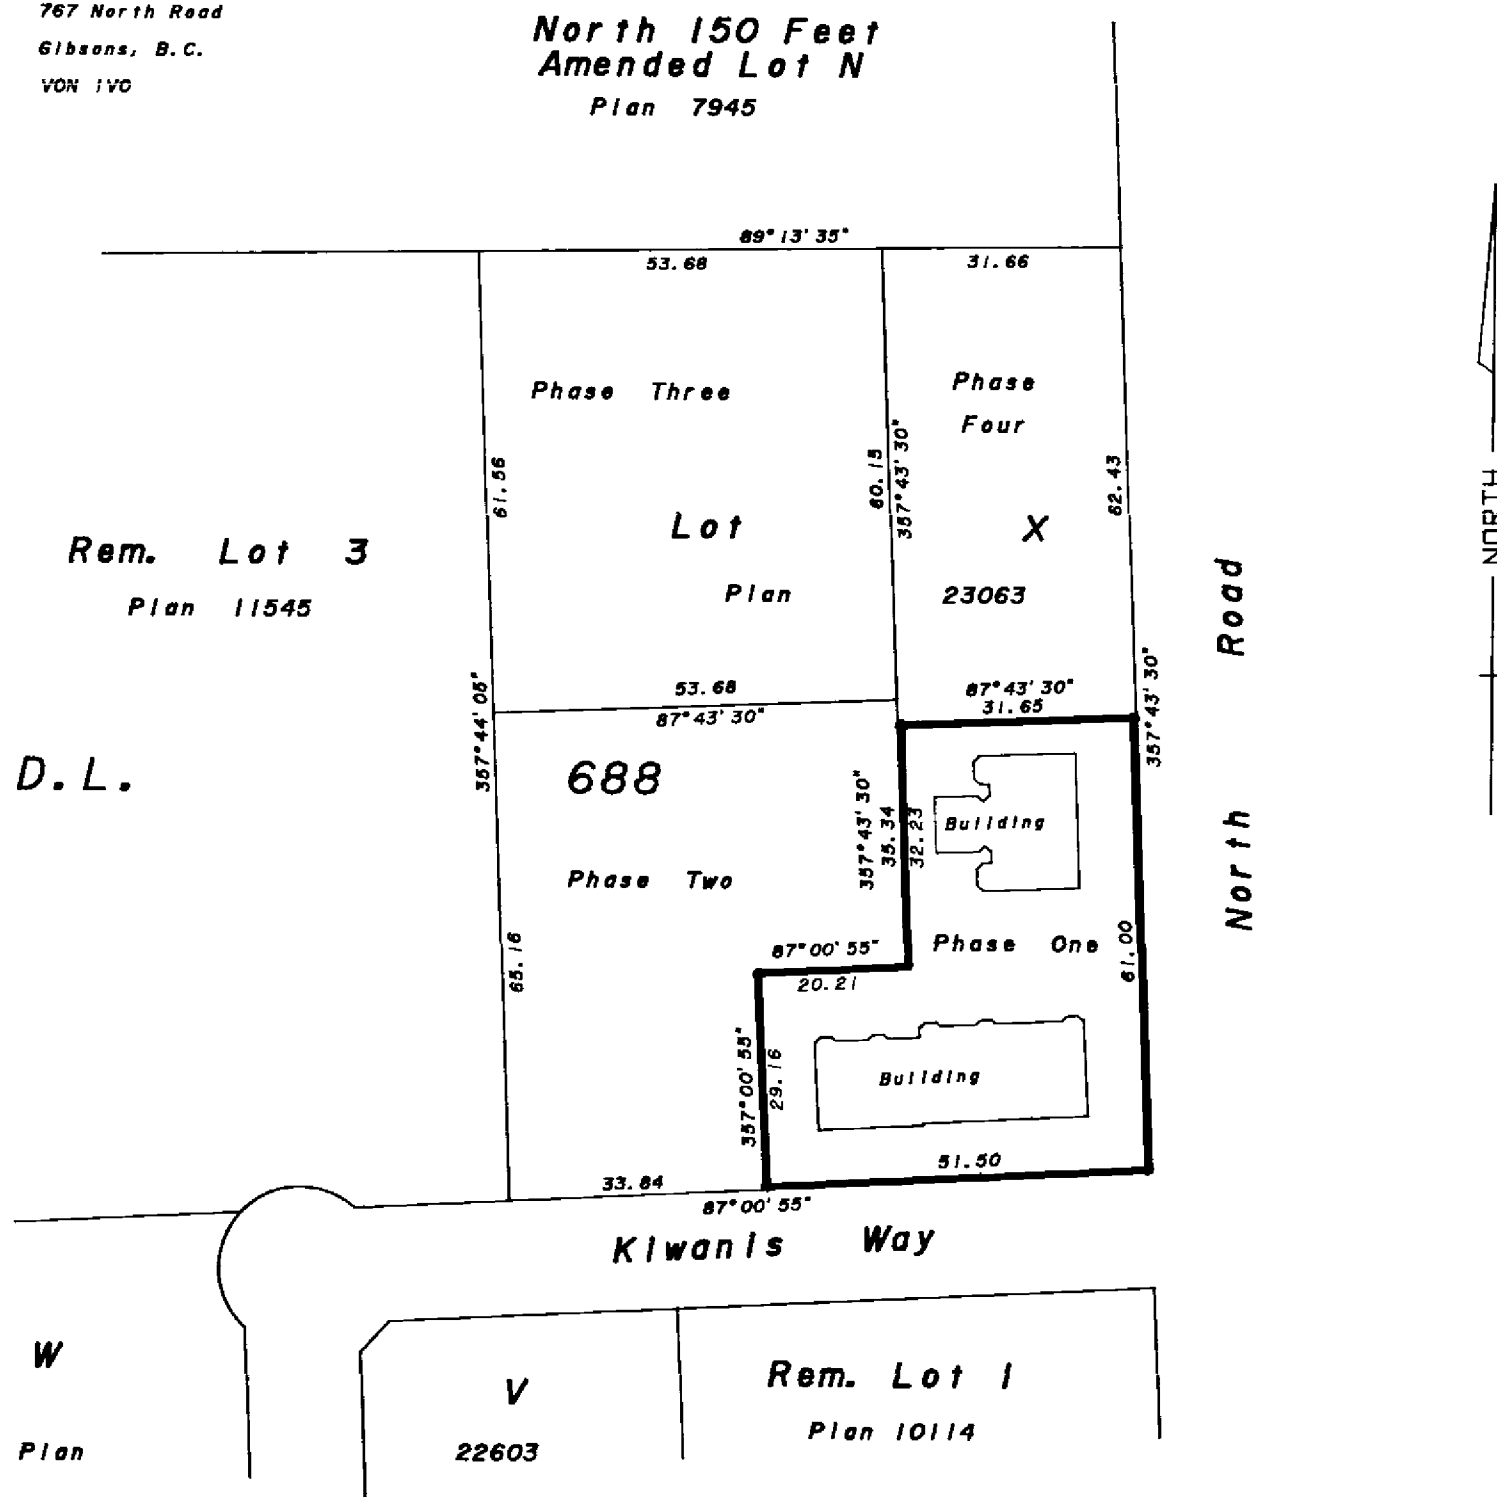 767 North Road
Gibsons, B.C.
VON 1VO
North 150 Feet
Amended Lot N
Plan 7945
89°13'35"
53.68
31.66
Phase Three
Phase
Four
61.56
60.15
357°43'30"
62.43
Lot X
Plan 23063
Rem. Lot 3
Plan 11545
North Road
NORTH
53.68
87°43'30"
87°43'30"
31.65
357°44'05"
357°43'30"
D.L. 688
Building
357°43'30"
35.34
32.23
Phase Two
87°00'55"
20.21
Phase One
65.16
61.00
357°00'55"
29.16
Building
51.50
33.84
87°00'55"
Kiwanis Way
W
Plan
V
22603
Rem. Lot 1
Plan 10114